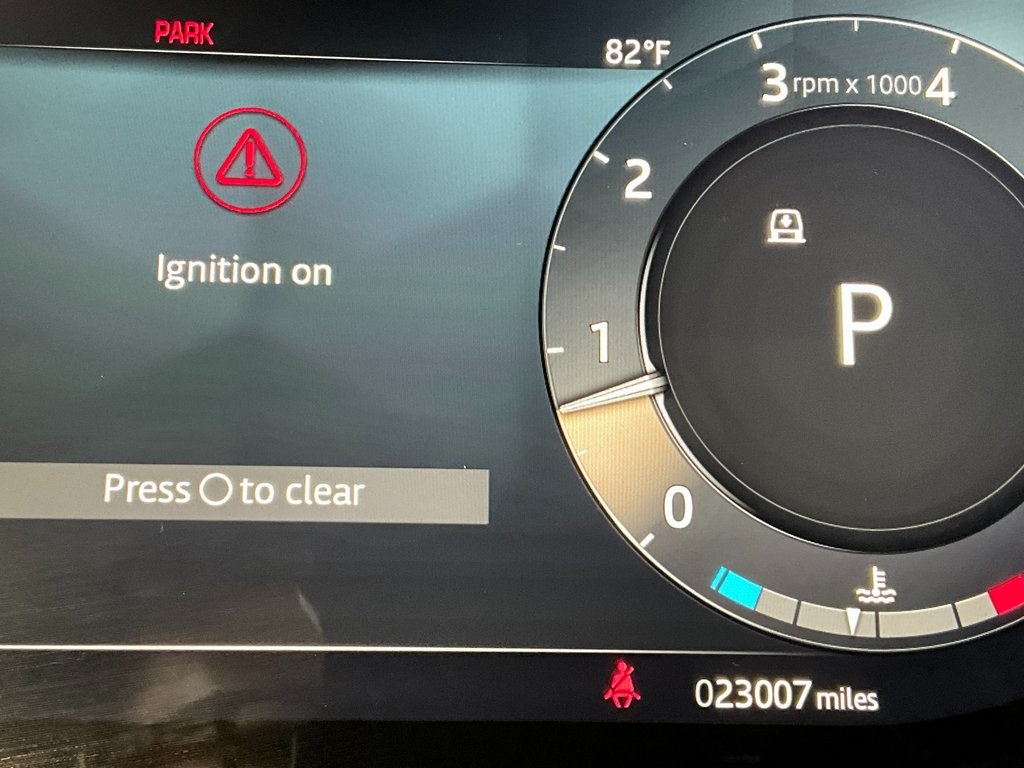 PARK
82°F
3 rpm x 1000 4
2
Ignition on
P
1
Press ○ to clear
0
023007 miles